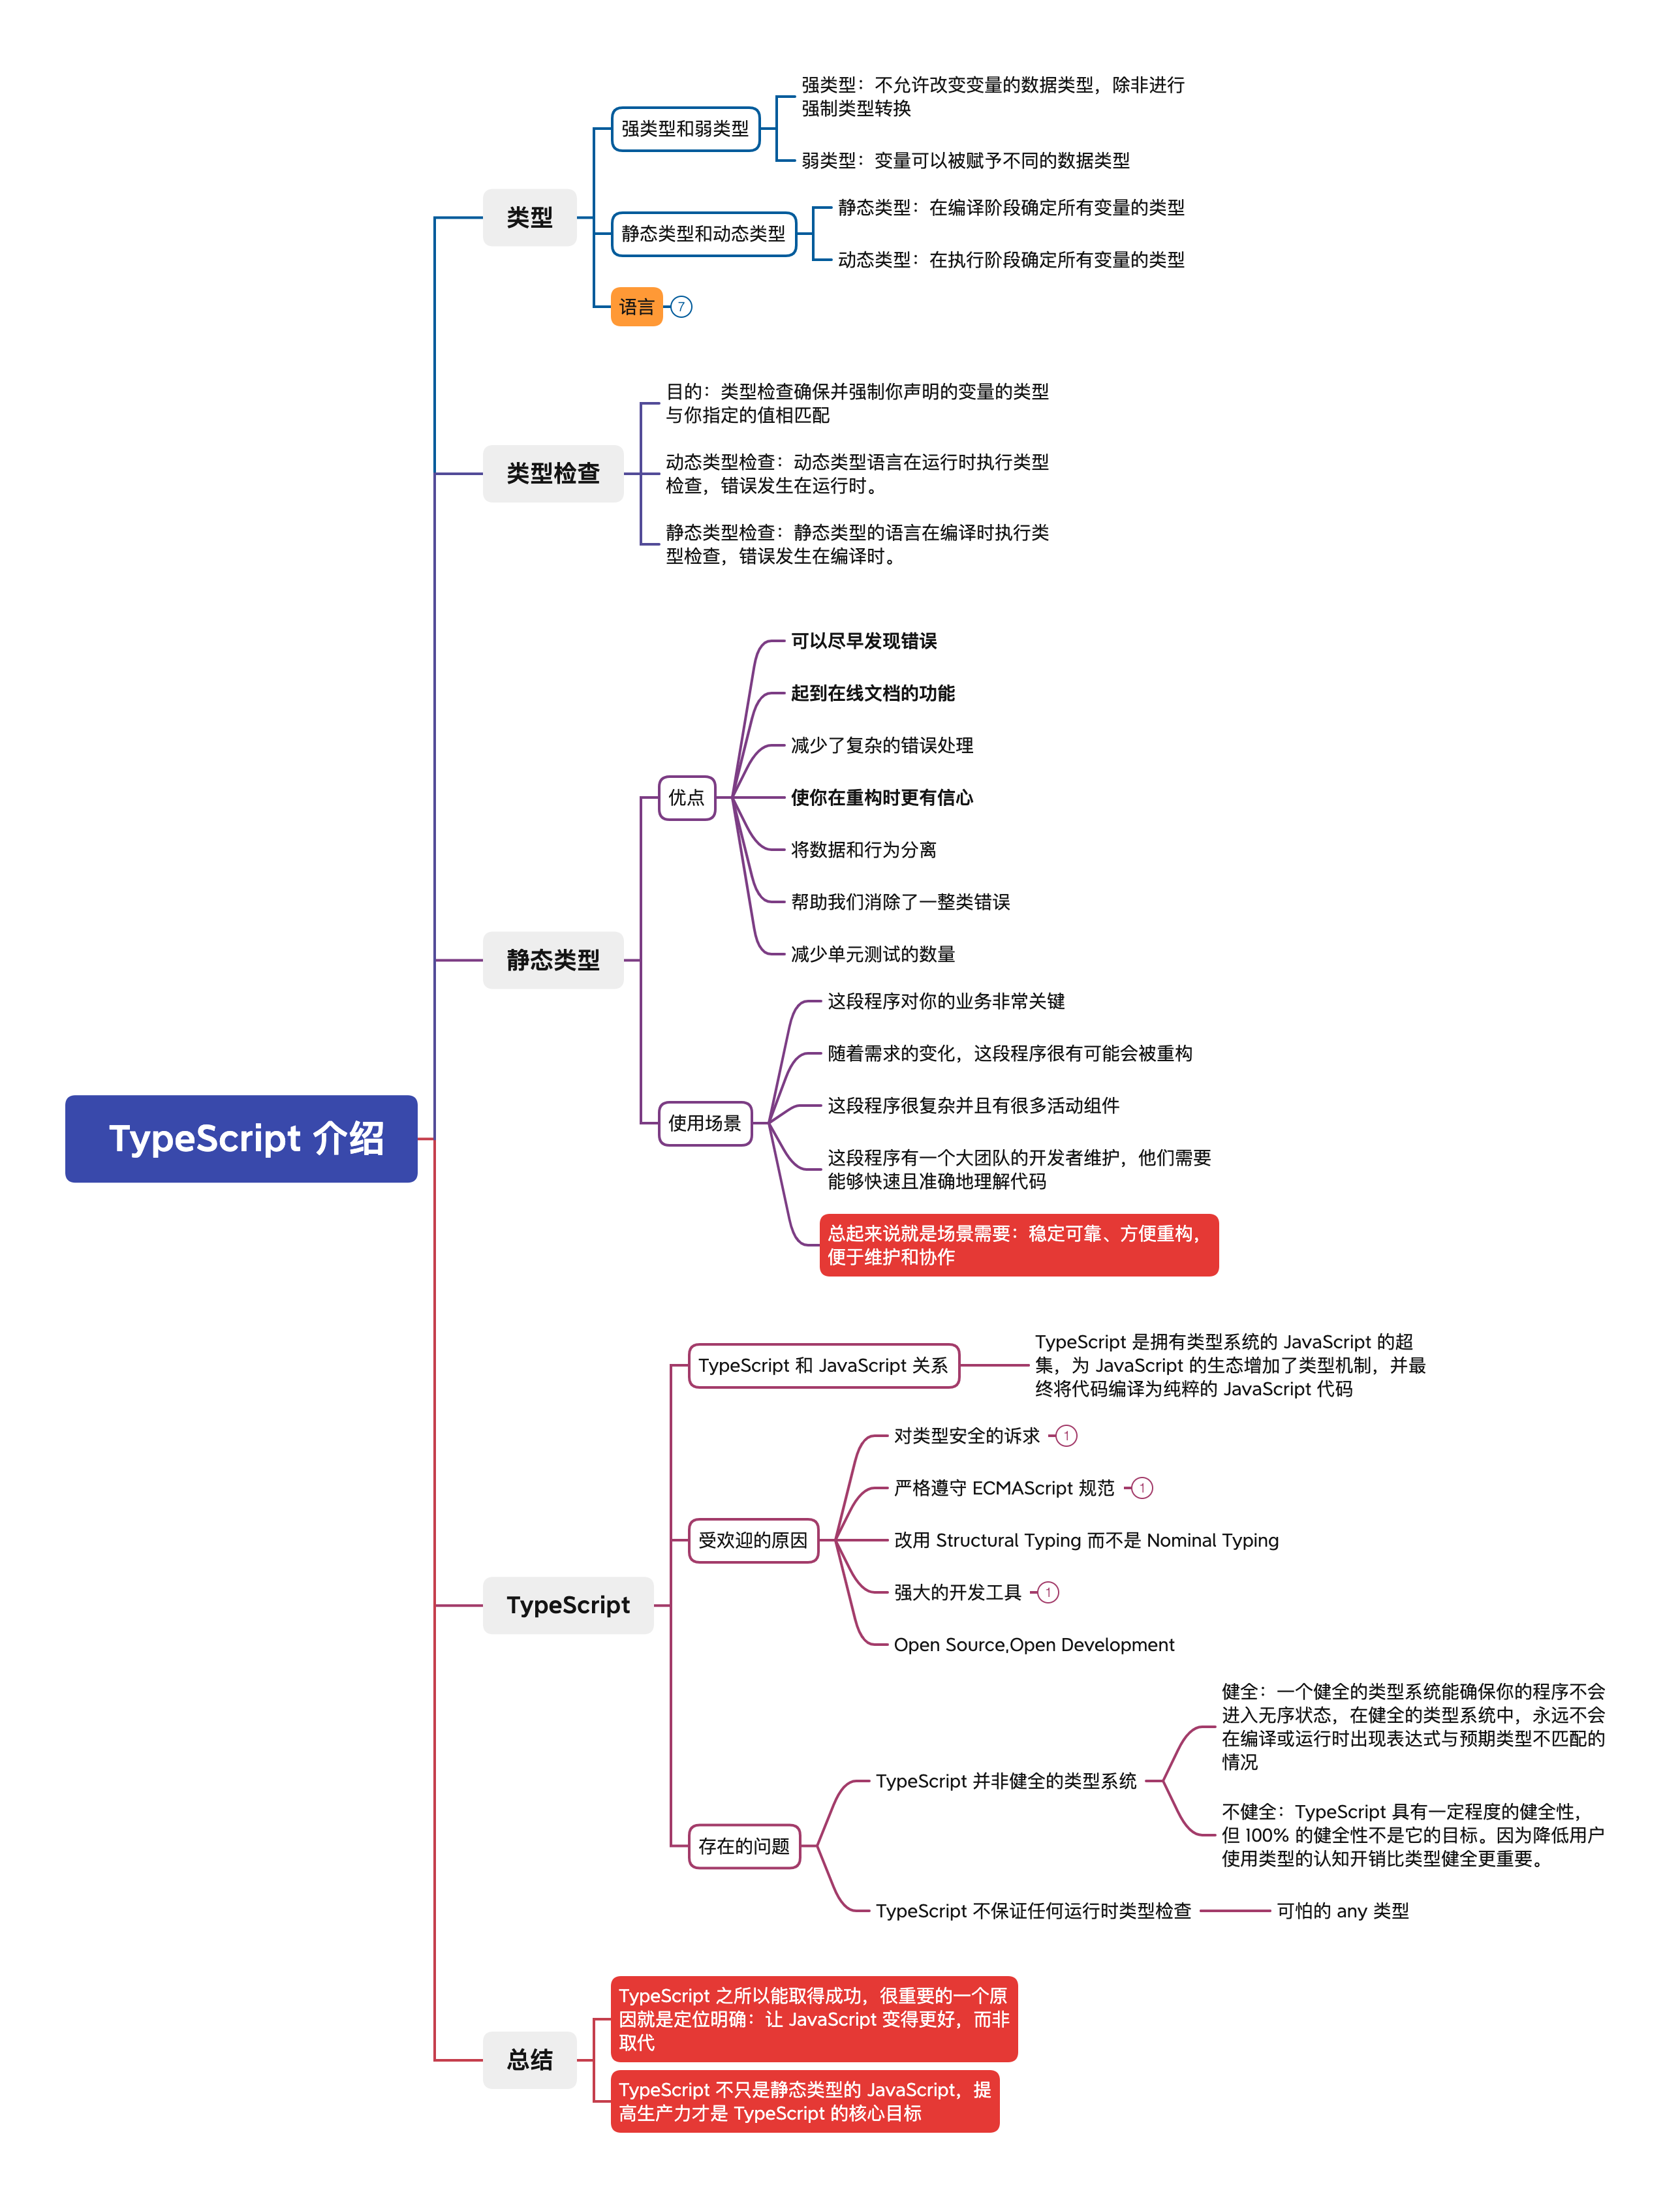 TypeScript 介绍
类型
强类型和弱类型
强类型：不允许改变变量的数据类型，除非进行
强制类型转换
弱类型：变量可以被赋予不同的数据类型
静态类型和动态类型
静态类型：在编译阶段确定所有变量的类型
动态类型：在执行阶段确定所有变量的类型
语言
7
类型检查
目的：类型检查确保并强制你声明的变量的类型
与你指定的值相匹配
动态类型检查：动态类型语言在运行时执行类型
检查，错误发生在运行时。
静态类型检查：静态类型的语言在编译时执行类
型检查，错误发生在编译时。
静态类型
优点
可以尽早发现错误
起到在线文档的功能
减少了复杂的错误处理
使你在重构时更有信心
将数据和行为分离
帮助我们消除了一整类错误
减少单元测试的数量
使用场景
这段程序对你的业务非常关键
随着需求的变化，这段程序很有可能会被重构
这段程序很复杂并且有很多活动组件
这段程序有一个大团队的开发者维护，他们需要
能够快速且准确地理解代码
总起来说就是场景需要：稳定可靠、方便重构，
便于维护和协作
TypeScript
TypeScript 和 JavaScript 关系
TypeScript 是拥有类型系统的 JavaScript 的超
集，为 JavaScript 的生态增加了类型机制，并最
终将代码编译为纯粹的 JavaScript 代码
受欢迎的原因
对类型安全的诉求
1
严格遵守 ECMAScript 规范
1
改用 Structural Typing 而不是 Nominal Typing
强大的开发工具
1
Open Source,Open Development
存在的问题
TypeScript 并非健全的类型系统
健全：一个健全的类型系统能确保你的程序不会
进入无序状态，在健全的类型系统中，永远不会
在编译或运行时出现表达式与预期类型不匹配的
情况
不健全：TypeScript 具有一定程度的健全性，
但 100% 的健全性不是它的目标。因为降低用户
使用类型的认知开销比类型健全更重要。
TypeScript 不保证任何运行时类型检查
可怕的 any 类型
总结
TypeScript 之所以能取得成功，很重要的一个原
因就是定位明确：让 JavaScript 变得更好，而非
取代
TypeScript 不只是静态类型的 JavaScript，提
高生产力才是 TypeScript 的核心目标